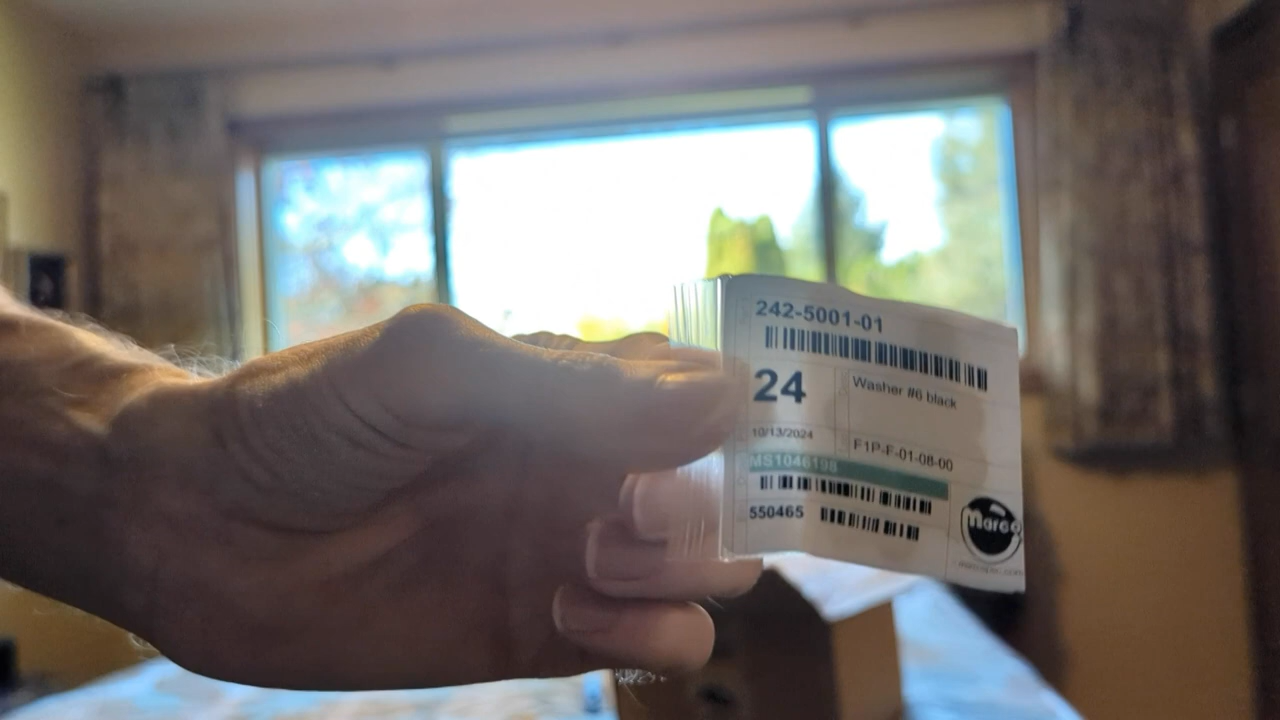 242-5001-01
24
Washer #6 black
10/13/2024
F1P-F-01-08-00
MS1046198
550465
marco